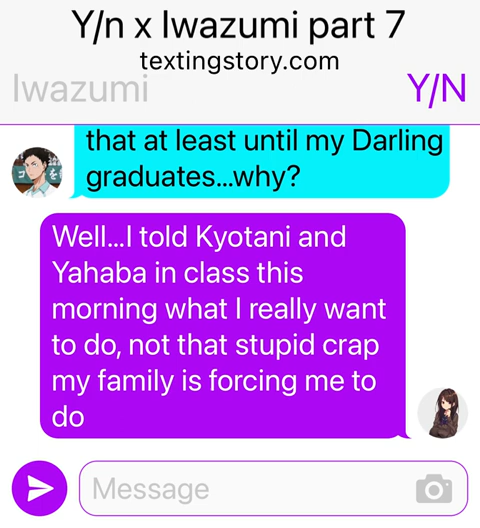 Y/n x Iwazumi part 7
textingstory.com
Iwazumi
Y/N
that at least until my Darling
graduates...why?
Well...I told Kyotani and
Yahaba in class this
morning what I really want
to do, not that stupid crap
my family is forcing me to
do
Message